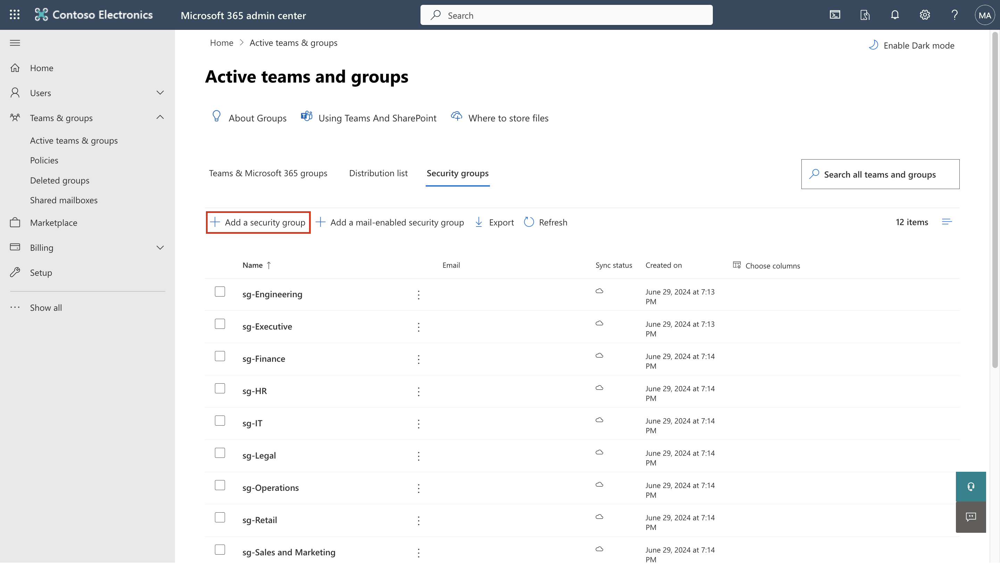 Contoso Electronics
Microsoft 365 admin center
Search
MA
Home
Users
Teams & groups
Active teams & groups
Policies
Deleted groups
Shared mailboxes
Marketplace
Billing
Setup
Show all
Home > Active teams & groups
Enable Dark mode
Active teams and groups
About Groups
Using Teams And SharePoint
Where to store files
Teams & Microsoft 365 groups
Distribution list
Security groups
Search all teams and groups
Add a security group
Add a mail-enabled security group
Export
Refresh
12 items
Name ↑ Email Sync status Created on Choose columns
sg-Engineering June 29, 2024 at 7:13
PM
sg-Executive June 29, 2024 at 7:13
PM
sg-Finance June 29, 2024 at 7:14
PM
sg-HR June 29, 2024 at 7:14
PM
sg-IT June 29, 2024 at 7:14
PM
sg-Legal June 29, 2024 at 7:14
PM
sg-Operations June 29, 2024 at 7:14
PM
sg-Retail June 29, 2024 at 7:14
PM
sg-Sales and Marketing June 29, 2024 at 7:14
PM